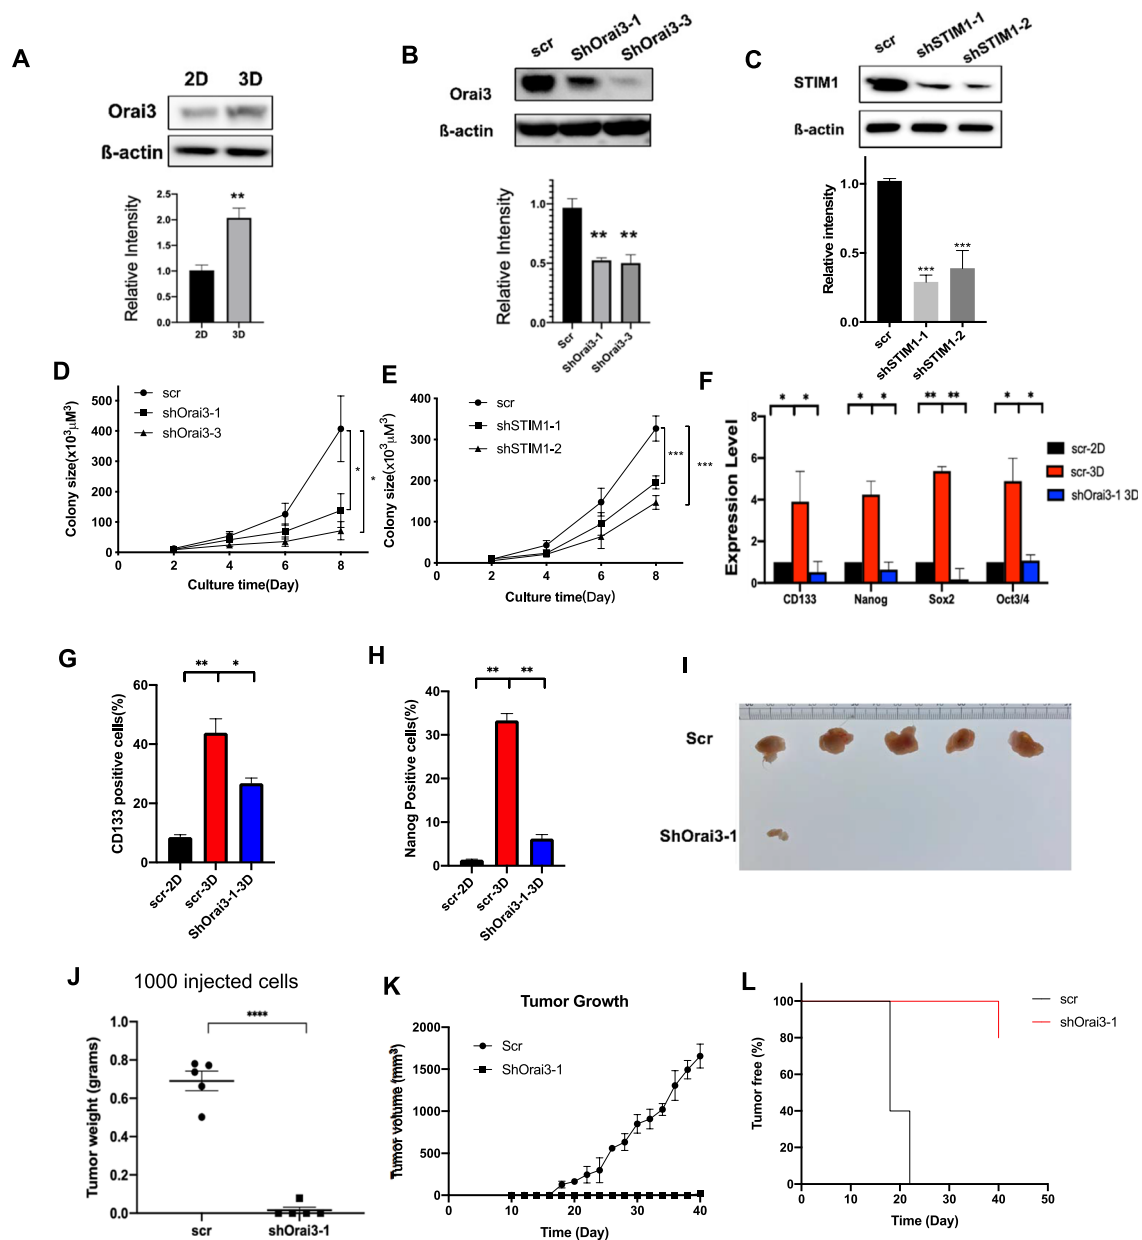 A
2D 3D
Orai3
ß-actin
Relative Intensity
2.5
2.0
1.5
1.0
0.5
0.0
**
2D 3D
B
scr ShOrai3-1 ShOrai3-3
Orai3
ß-actin
Relative Intensity
1.0
0.5
0.0
** **
Scr ShOrai3-1 ShOrai3-3
C
scr shSTIM1-1 shSTIM1-2
STIM1
ß-actin
Relative intensity
1.0
0.5
0.0
*** ***
scr shSTIM1-1 shSTIM1-2
D
scr
shOrai3-1
shOrai3-3
Colony size(x10³µM³)
500
400
300
200
100
0
* *
0 2 4 6 8
Culture time(Day)
E
scr
shSTIM1-1
shSTIM1-2
Colony size(x10³µM³)
400
300
200
100
0
*** ***
0 2 4 6 8
Culture time(Day)
F
* * * * ** ** * *
Expression Level
8
6
4
2
0
scr-2D
scr-3D
shOrai3-1 3D
CD133 Nanog Sox2 Oct3/4
G
** *
CD133 positive cells(%)
60
40
20
0
scr-2D scr-3D ShOrai3-1-3D
H
** **
Nanog Positive cells(%)
40
30
20
10
0
scr-2D scr-3D ShOrai3-1-3D
I
Scr
ShOrai3-1
J
1000 injected cells
****
Tumor weight (grams)
1.0
0.8
0.6
0.4
0.2
0.0
scr shOrai3-1
K
Tumor Growth
Scr
ShOrai3-1
Tumor volume (mm³)
2000
1500
1000
500
0
0 10 20 30 40
Time (Day)
L
scr
shOrai3-1
Tumor free (%)
100
80
60
40
20
0
0 10 20 30 40 50
Time (Day)